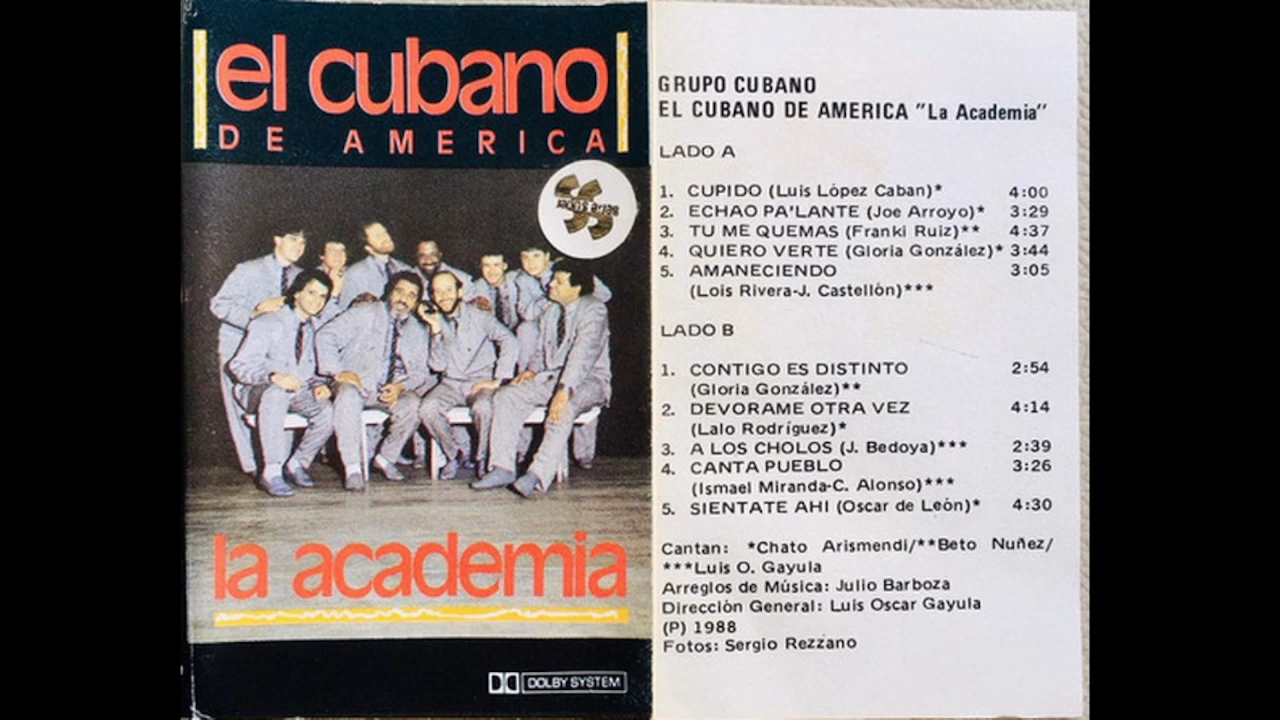 el cubano
DE AMERICA
la academia
DOLBY SYSTEM
GRUPO CUBANO
EL CUBANO DE AMERICA "La Academia"
LADO A
1. CUPIDO (Luis López Caban)* 4:00
2. ECHAO PA'LANTE (Joe Arroyo)* 3:29
3. TU ME QUEMAS (Franki Ruiz)** 4:37
4. QUIERO VERTE (Gloria González)* 3:44
5. AMANECIENDO 3:05
(Lois Rivera-J. Castellón)***
LADO B
1. CONTIGO ES DISTINTO 2:54
(Gloria González)**
2. DEVORAME OTRA VEZ 4:14
(Lalo Rodríguez)*
3. A LOS CHOLOS (J. Bedoya)*** 2:39
4. CANTA PUEBLO 3:26
(Ismael Miranda-C. Alonso)***
5. SIENTATE AHI (Oscar de León)* 4:30
Cantan: *Chato Arismendi/**Beto Nuñez/
***Luis O. Gayula
Arreglos de Música: Julio Barboza
Dirección General: Luis Oscar Gayula
(P) 1988
Fotos: Sergio Rezzano